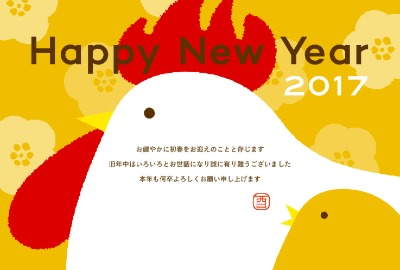 Happy New Year
2017
お健やかに初春をお迎えのことと存じます
旧年中はいろいろとお世話になり誠に有り難うございました
本年も何卒よろしくお願い申し上げます
酉